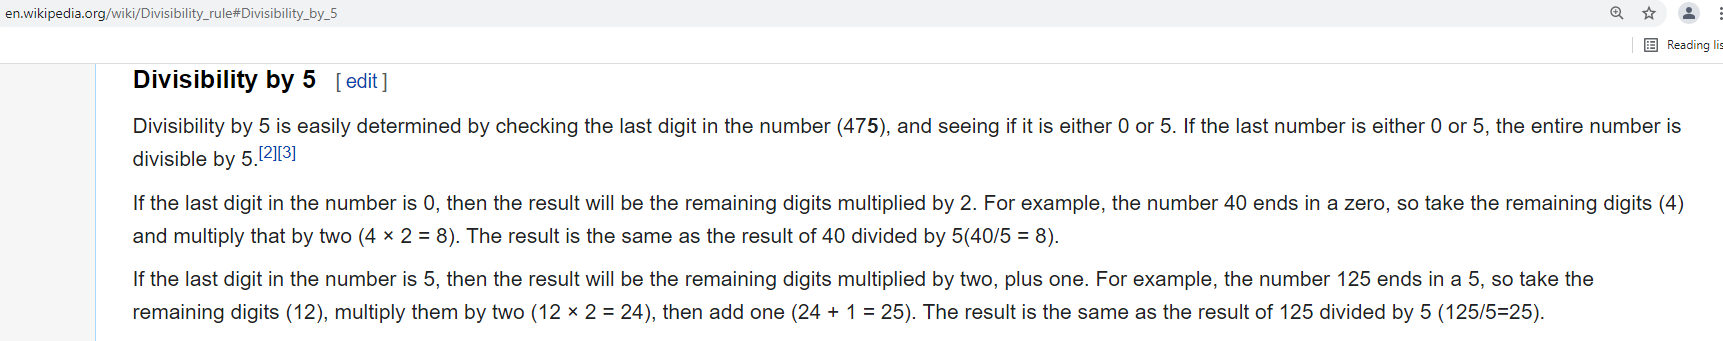 en.wikipedia.org/wiki/Divisibility_rule#Divisibility_by_5
Reading lis
Divisibility by 5 [ edit ]
Divisibility by 5 is easily determined by checking the last digit in the number (475), and seeing if it is either 0 or 5. If the last number is either 0 or 5, the entire number is
divisible by 5.[2][3]
If the last digit in the number is 0, then the result will be the remaining digits multiplied by 2. For example, the number 40 ends in a zero, so take the remaining digits (4)
and multiply that by two (4 × 2 = 8). The result is the same as the result of 40 divided by 5(40/5 = 8).
If the last digit in the number is 5, then the result will be the remaining digits multiplied by two, plus one. For example, the number 125 ends in a 5, so take the
remaining digits (12), multiply them by two (12 × 2 = 24), then add one (24 + 1 = 25). The result is the same as the result of 125 divided by 5 (125/5=25).